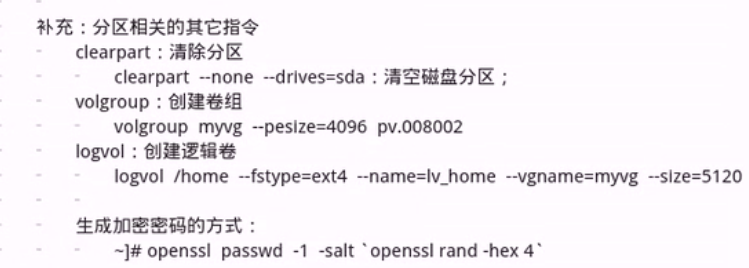 补充：分区相关的其它指令
clearpart：清除分区
clearpart --none --drives=sda：清空磁盘分区；
volgroup：创建卷组
volgroup myvg --pesize=4096 pv.008002
logvol：创建逻辑卷
logvol /home --fstype=ext4 --name=lv_home --vgname=myvg --size=5120
生成加密密码的方式：
~]# openssl passwd -1 -salt `openssl rand -hex 4`